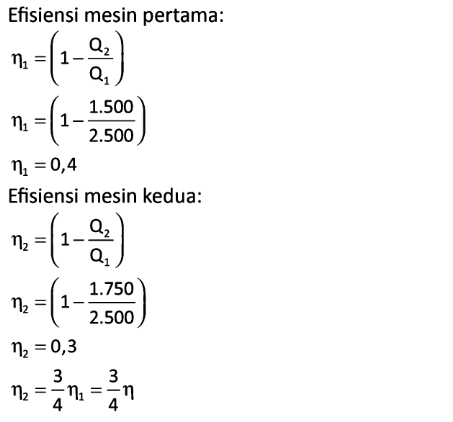 Efisiensi mesin pertama:
η₁ = (1 − Q₂/Q₁)
η₁ = (1 − 1.500/2.500)
η₁ = 0,4
Efisiensi mesin kedua:
η₂ = (1 − Q₂/Q₁)
η₂ = (1 − 1.750/2.500)
η₂ = 0,3
η₂ = 3/4 η₁ = 3/4 η